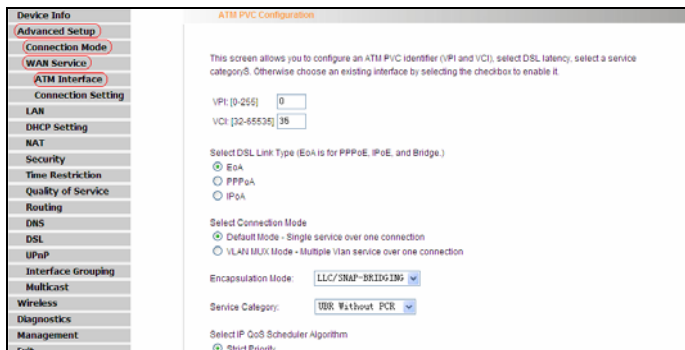 Device Info
Advanced Setup
Connection Mode
WAN Service
ATM Interface
Connection Setting
LAN
DHCP Setting
NAT
Security
Time Restriction
Quality of Service
Routing
DNS
DSL
UPnP
Interface Grouping
Multicast
Wireless
Diagnostics
Management
Exit
ATM PVC Configuration
This screen allows you to configure an ATM PVC identifier (VPI and VCI), select DSL latency, select a service
categoryS. Otherwise choose an existing interface by selecting the checkbox to enable it.
VPI: [0-255] 0
VCI: [32-65535] 35
Select DSL Link Type (EoA is for PPPoE, IPoE, and Bridge.)
EoA
PPPoA
IPoA
Select Connection Mode
Default Mode - Single service over one connection
VLAN MUX Mode - Multiple Vlan service over one connection
Encapsulation Mode: LLC/SNAP-BRIDGING
Service Category: UBR Without PCR
Select IP QoS Scheduler Algorithm
Strict Priority